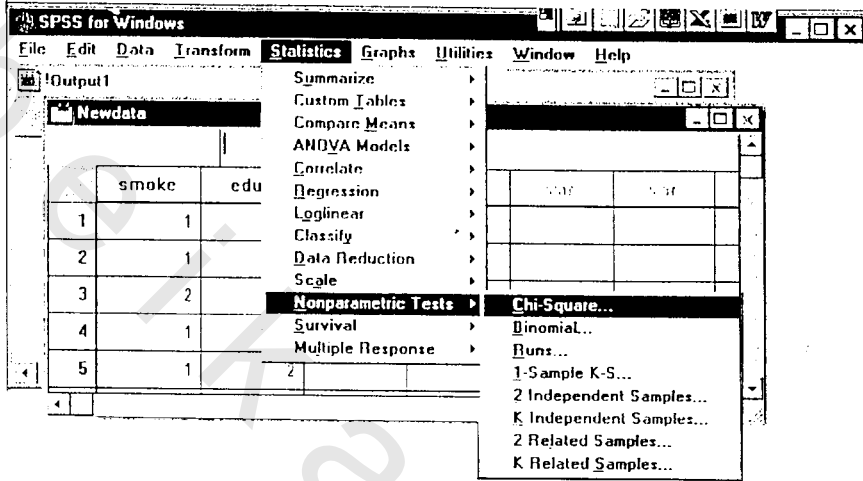 SPSS for Windows
File Edit Data Transform Statistics Graphs Utilities Window Help
!Output1
Newdata
smoke edu var var
1 1
2 1
3 2
4 1
5 1 2
Summarize
Custom Tables
Compare Means
ANOVA Models
Correlate
Regression
Loglinear
Classify
Data Reduction
Scale
Nonparametric Tests
Survival
Multiple Response
Chi-Square...
Binomial...
Runs...
1-Sample K-S...
2 Independent Samples...
K Independent Samples...
2 Related Samples...
K Related Samples...